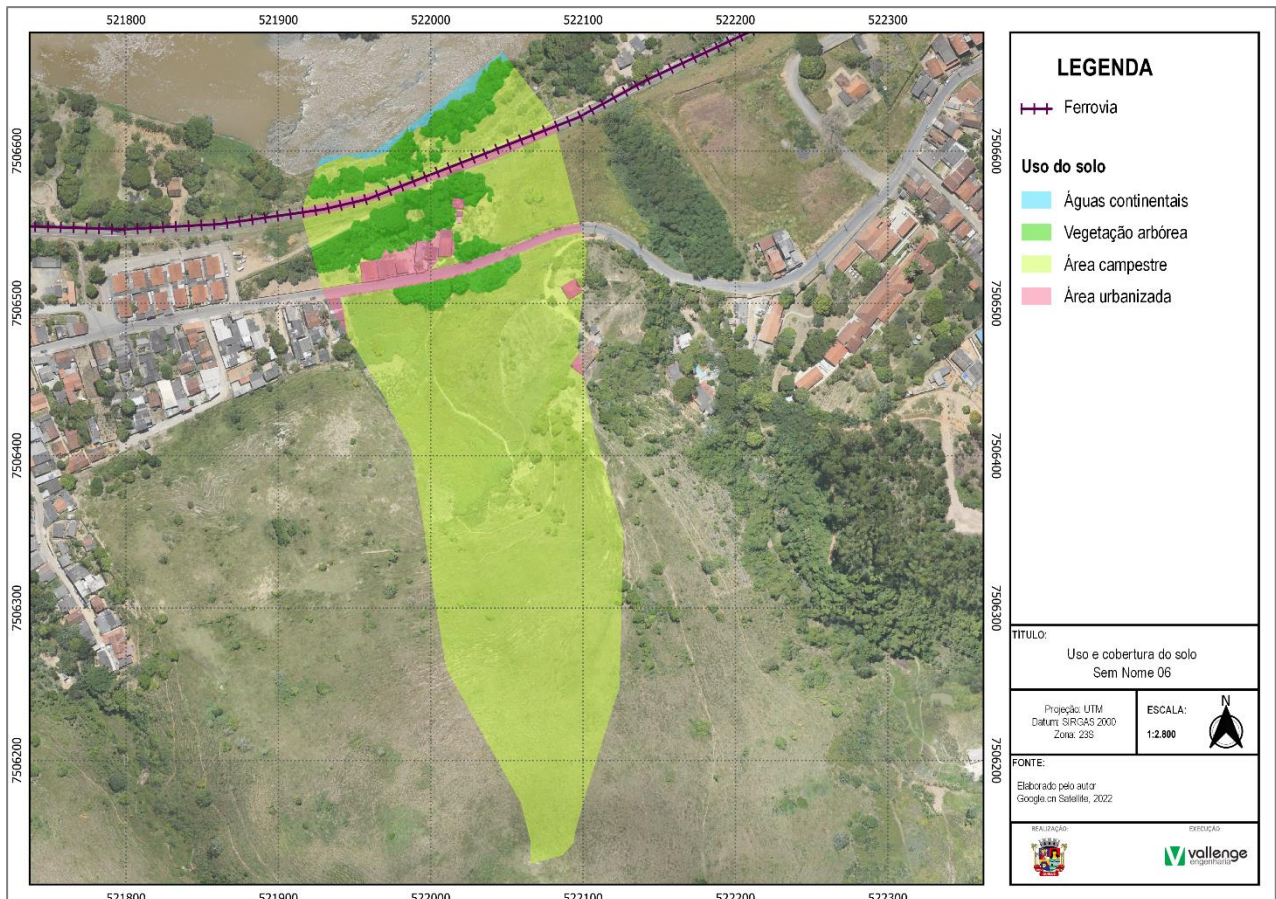 521800 521900 522000 522100 522200 522300
7506600
7506500
7506400
7506300
7506200
7506600
7506500
7506400
7506300
7506200
521800 521900 522000 522100 522200 522300
LEGENDA
Ferrovia
Uso do solo
Águas continentais
Vegetação arbórea
Área campestre
Área urbanizada
TÍTULO:
Uso e cobertura do solo
Sem Nome 06
Projeção: UTM
Datum: SIRGAS 2000
Zona: 23S
ESCALA:
1:2.800
N
FONTE:
Elaborado pelo autor
Google.cn Satellite, 2022
REALIZAÇÃO:
EXECUÇÃO:
vallenge
engenharia